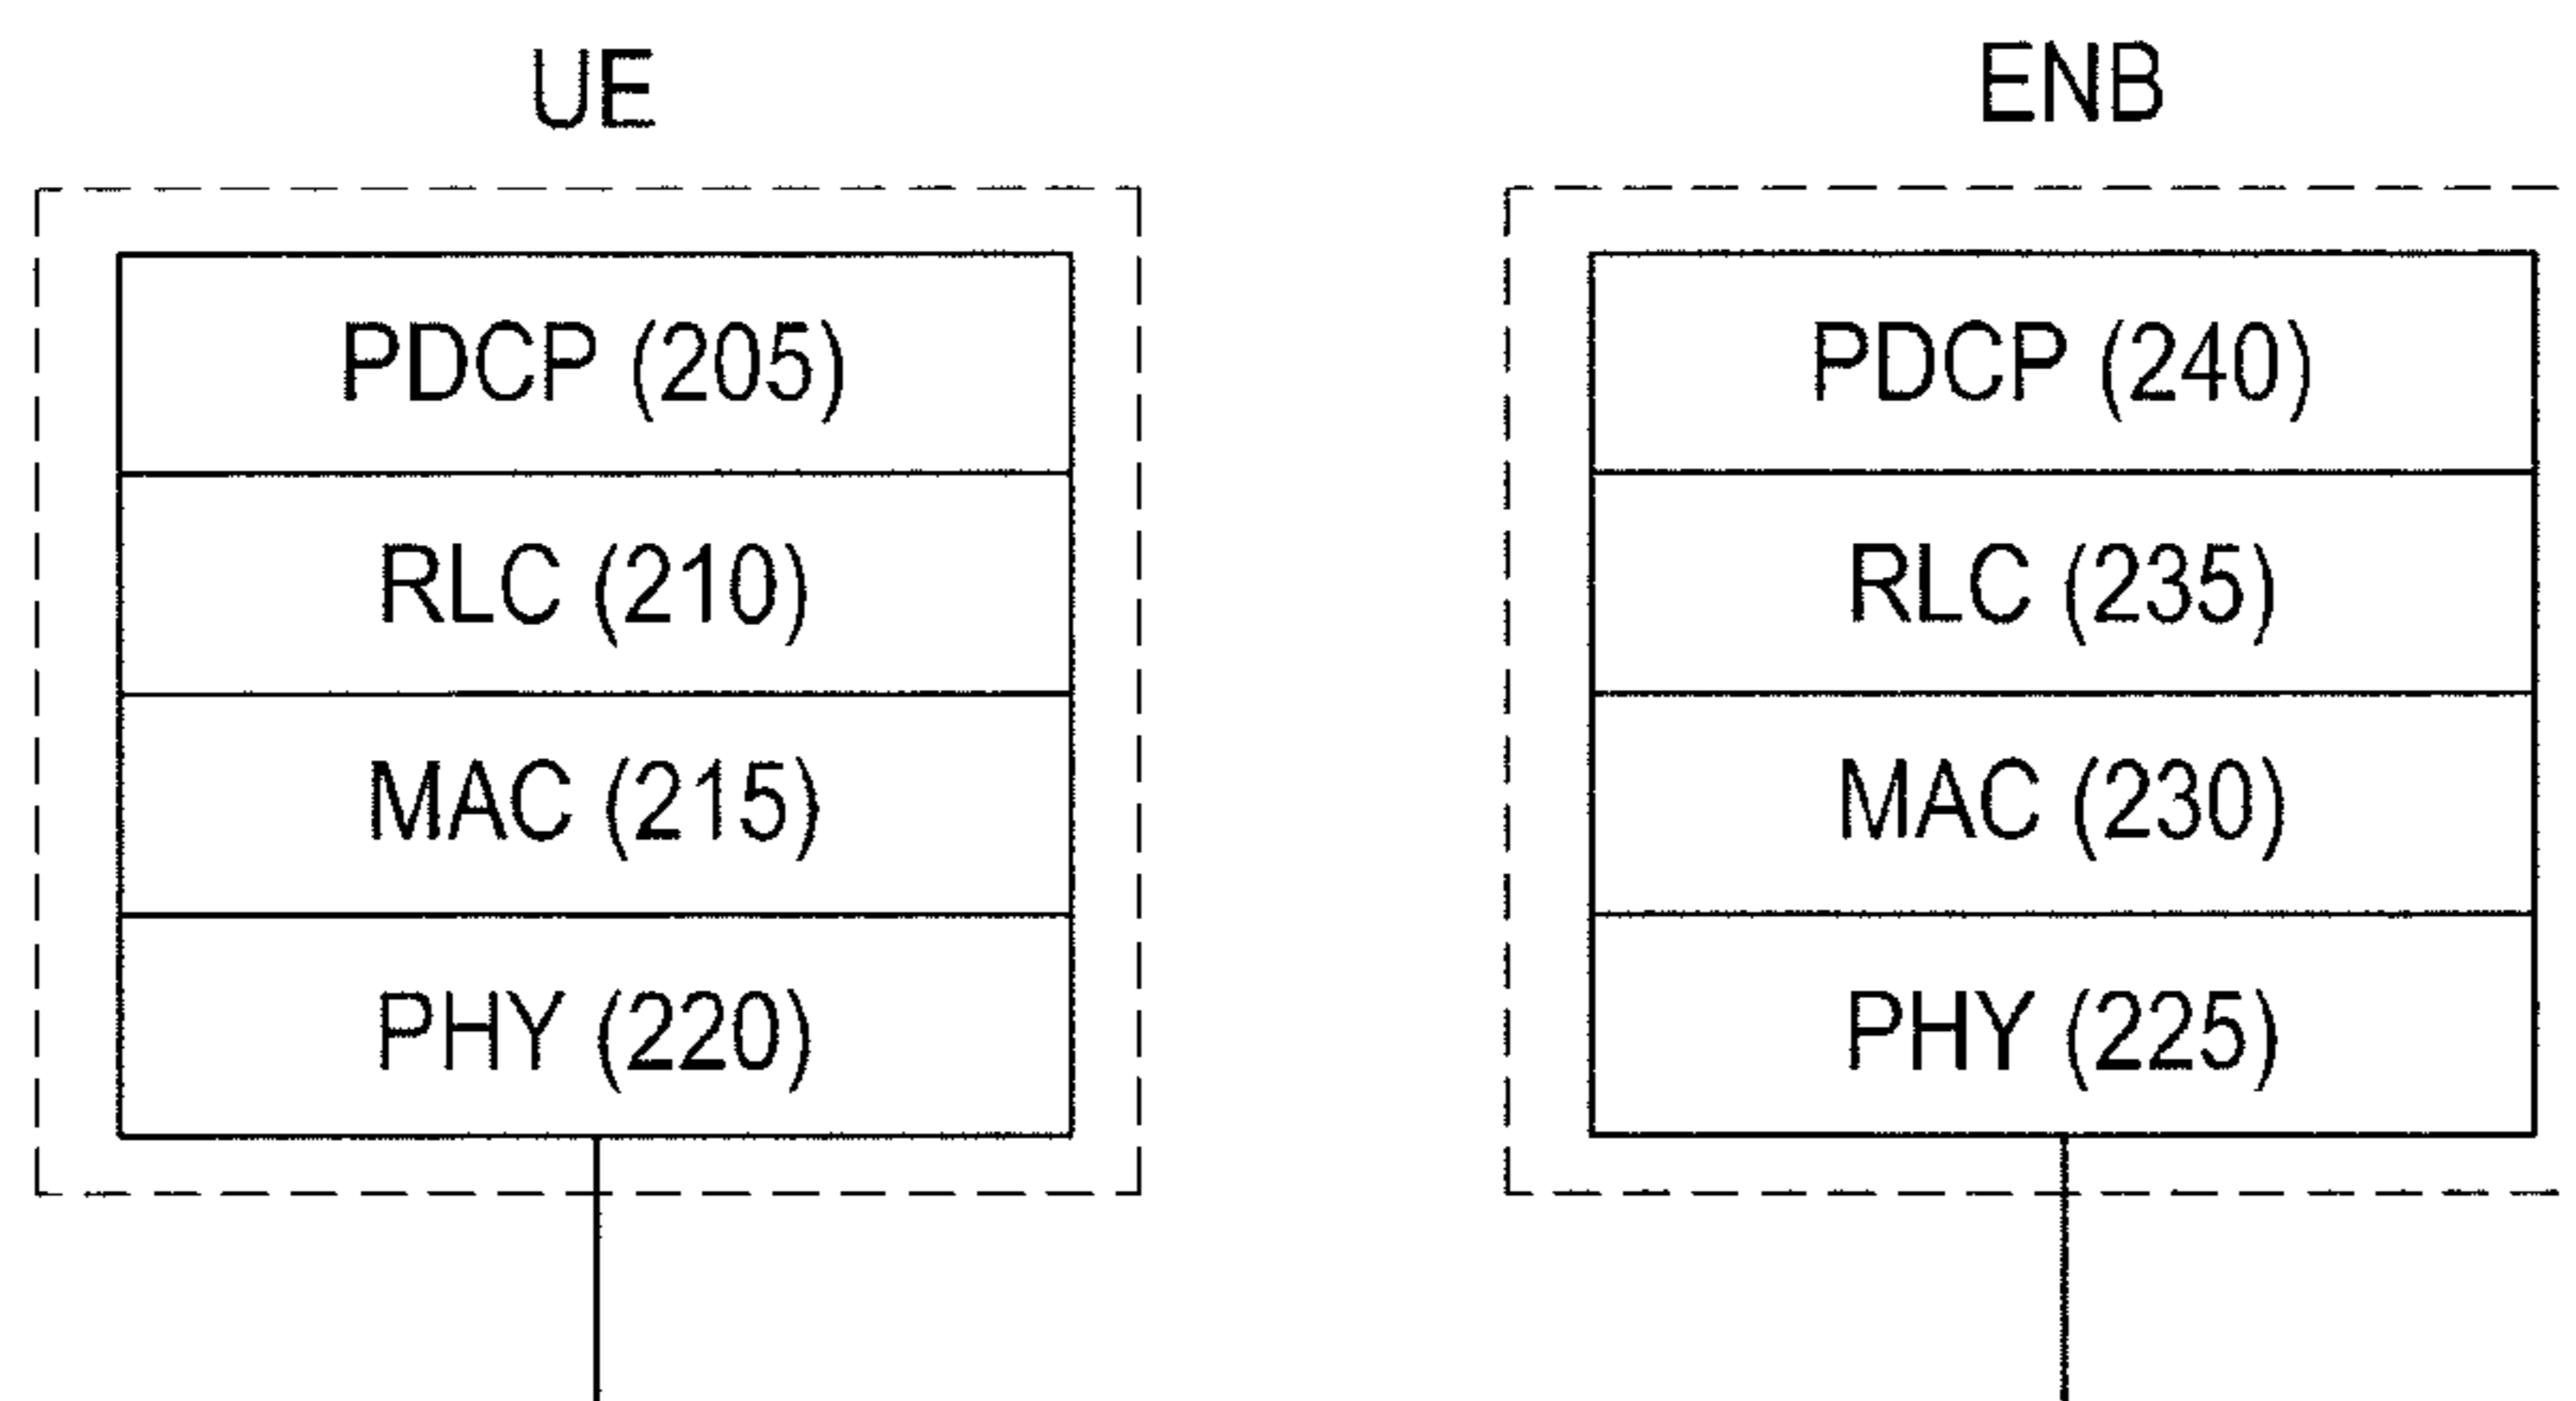 UE
PDCP (205)
RLC (210)
MAC (215)
PHY (220)
ENB
PDCP (240)
RLC (235)
MAC (230)
PHY (225)